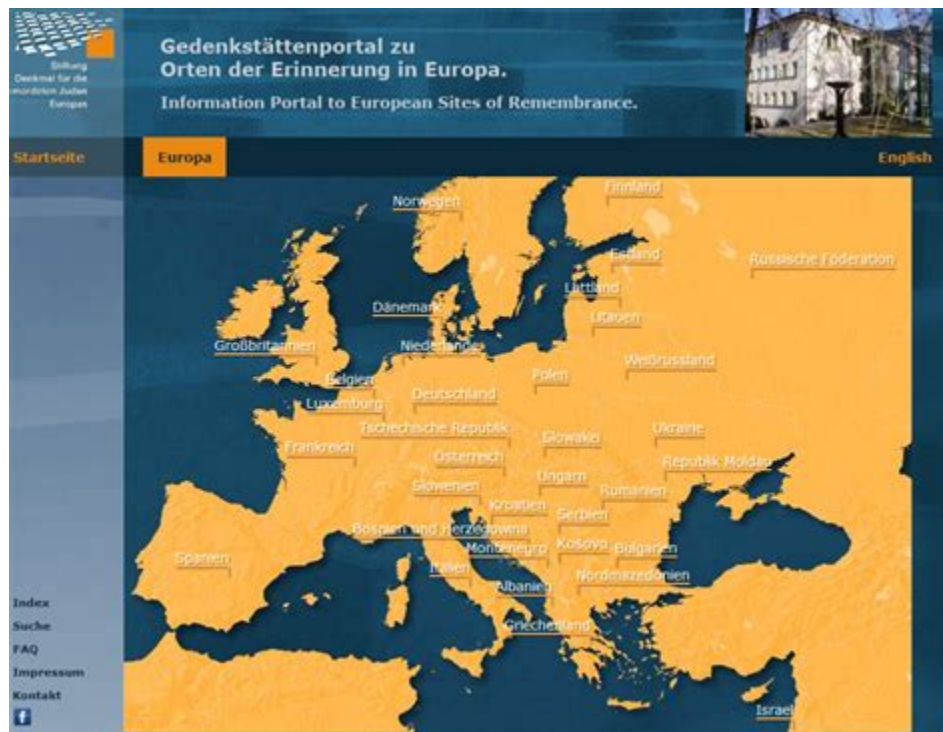 Stiftung
Denkmal für die
ermordeten Juden
Europas
Gedenkstättenportal zu
Orten der Erinnerung in Europa.
Information Portal to European Sites of Remembrance.
Startseite
Europa
English
Finnland
Norwegen
Estland
Russische Föderation
Lettland
Dänemark
Litauen
Großbritannien
Niederlande
Weißrussland
Belgien
Polen
Deutschland
Luxemburg
Tschechische Republik
Ukraine
Slowakei
Frankreich
Österreich
Republik Moldau
Ungarn
Slowenien
Rumänien
Kroatien
Serbien
Bosnien und Herzegowina
Montenegro
Kosovo
Bulgarien
Spanien
Italien
Nordmazedonien
Albanien
Griechenland
Israel
Index
Suche
FAQ
Impressum
Kontakt
f